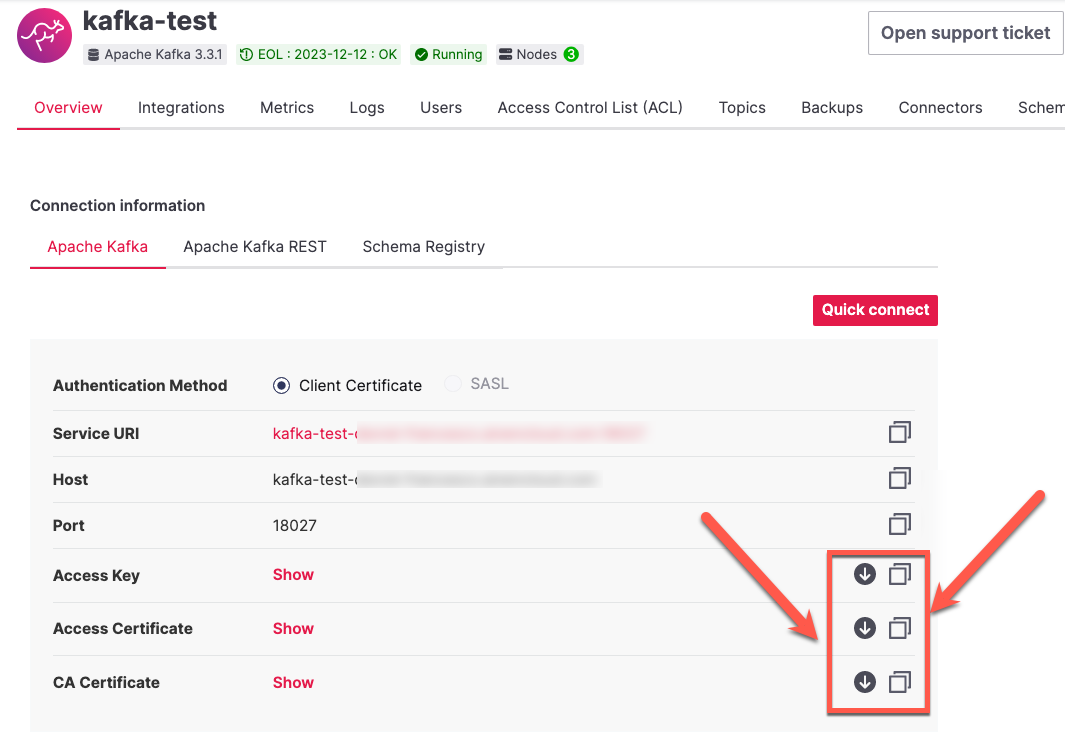 kafka-test
Open support ticket
Apache Kafka 3.3.1 EOL : 2023-12-12 : OK Running Nodes 3
Overview Integrations Metrics Logs Users Access Control List (ACL) Topics Backups Connectors Schem
Connection information
Apache Kafka Apache Kafka REST Schema Registry
Quick connect
Authentication Method Client Certificate SASL
Service URI kafka-test-
Host kafka-test-
Port 18027
Access Key Show
Access Certificate Show
CA Certificate Show